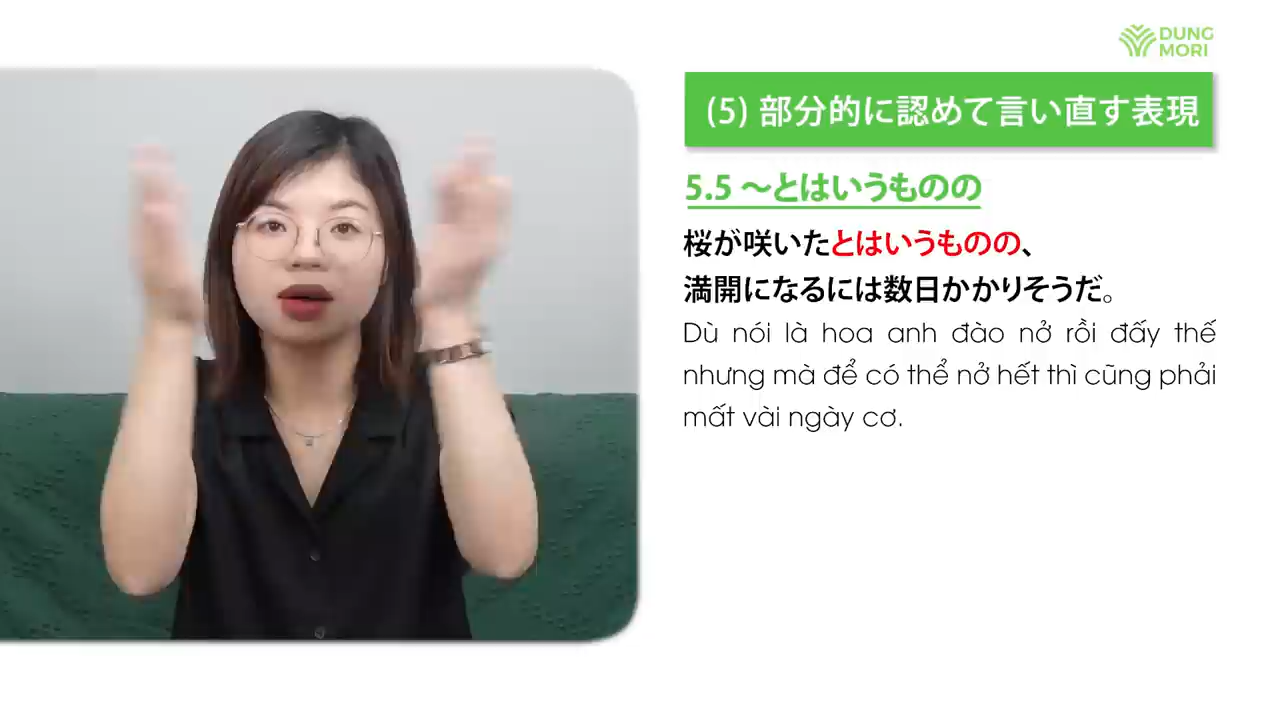 DUNG
MORI
(5) 部分的に認めて言い直す表現
5.5 ～とはいうものの
桜が咲いたとはいうものの、
満開になるには数日かかりそうだ。
Dù nói là hoa anh đào nở rồi đấy thế
nhưng mà để có thể nở hết thì cũng phải
mất vài ngày cơ.